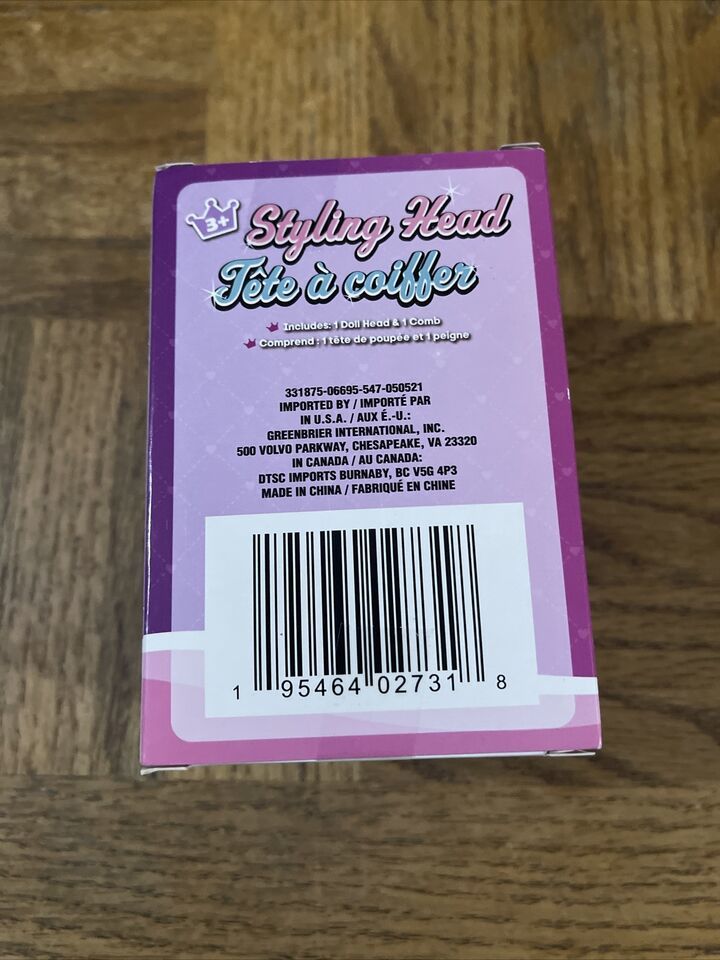 3+
Styling Head
Tête à coiffer
Includes: 1 Doll Head & 1 Comb
Comprend : 1 tête de poupée et 1 peigne
331875-06695-547-050521
IMPORTED BY / IMPORTÉ PAR
IN U.S.A. / AUX É.-U.:
GREENBRIER INTERNATIONAL, INC.
500 VOLVO PARKWAY, CHESAPEAKE, VA 23320
IN CANADA / AU CANADA:
DTSC IMPORTS BURNABY, BC V5G 4P3
MADE IN CHINA / FABRIQUÉ EN CHINE
1 95464 02731 8